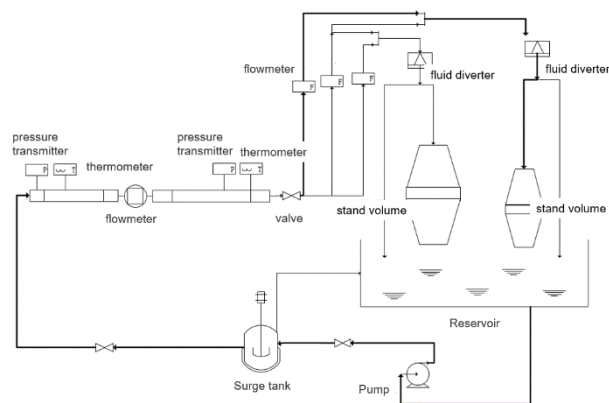 flowmeter
F
F
F
fluid diverter
fluid diverter
pressure
transmitter
P
T
thermometer
pressure
transmitter
P
T
thermometer
flowmeter
valve
stand volume
stand volume
Reservoir
Surge tank
Pump